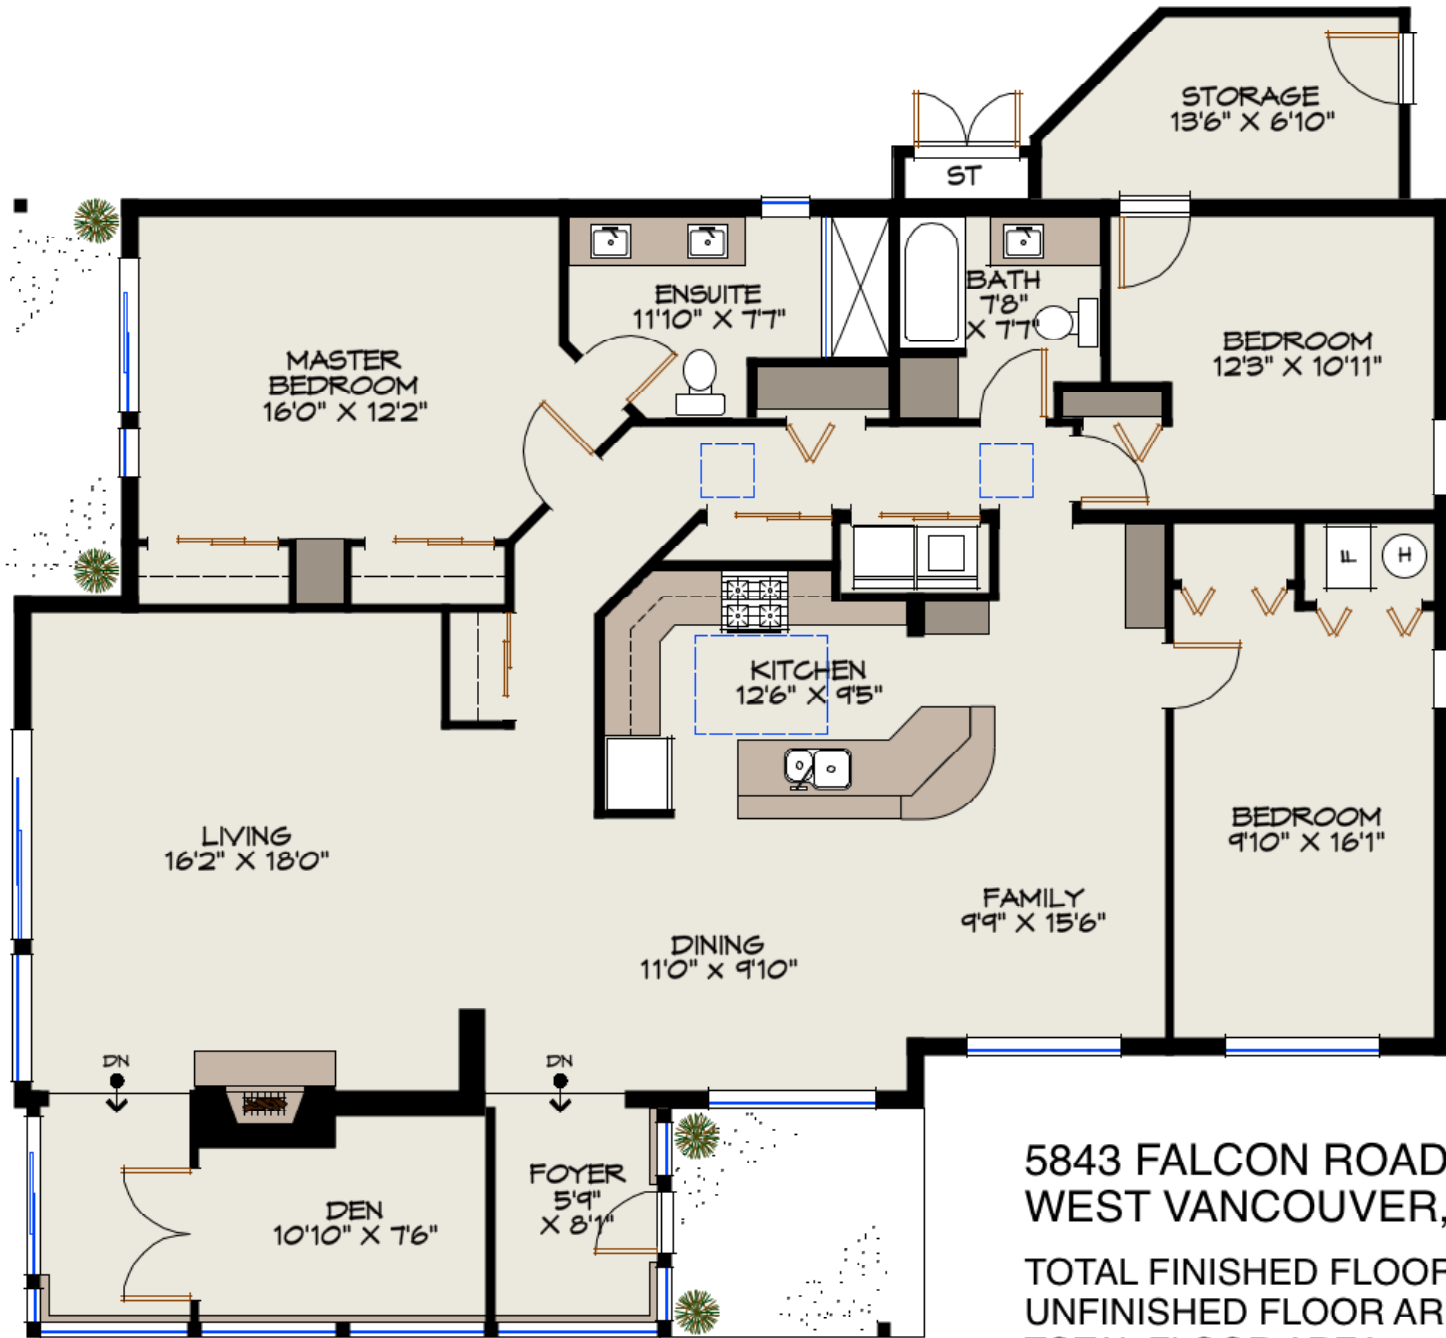 STORAGE
13'6" X 6'10"
ST
ENSUITE
11'10" X 7'7"
BATH
7'8"
X 7'7"
BEDROOM
12'3" X 10'11"
MASTER
BEDROOM
16'0" X 12'2"
F
H
KITCHEN
12'6" X 9'5"
LIVING
16'2" X 18'0"
BEDROOM
9'10" X 16'1"
FAMILY
9'9" X 15'6"
DINING
11'0" X 9'10"
DN
DN
FOYER
5'9"
X 8'1"
DEN
10'10" X 7'6"
5843 FALCON ROAD
WEST VANCOUVER,
TOTAL FINISHED FLOOR
UNFINISHED FLOOR AR